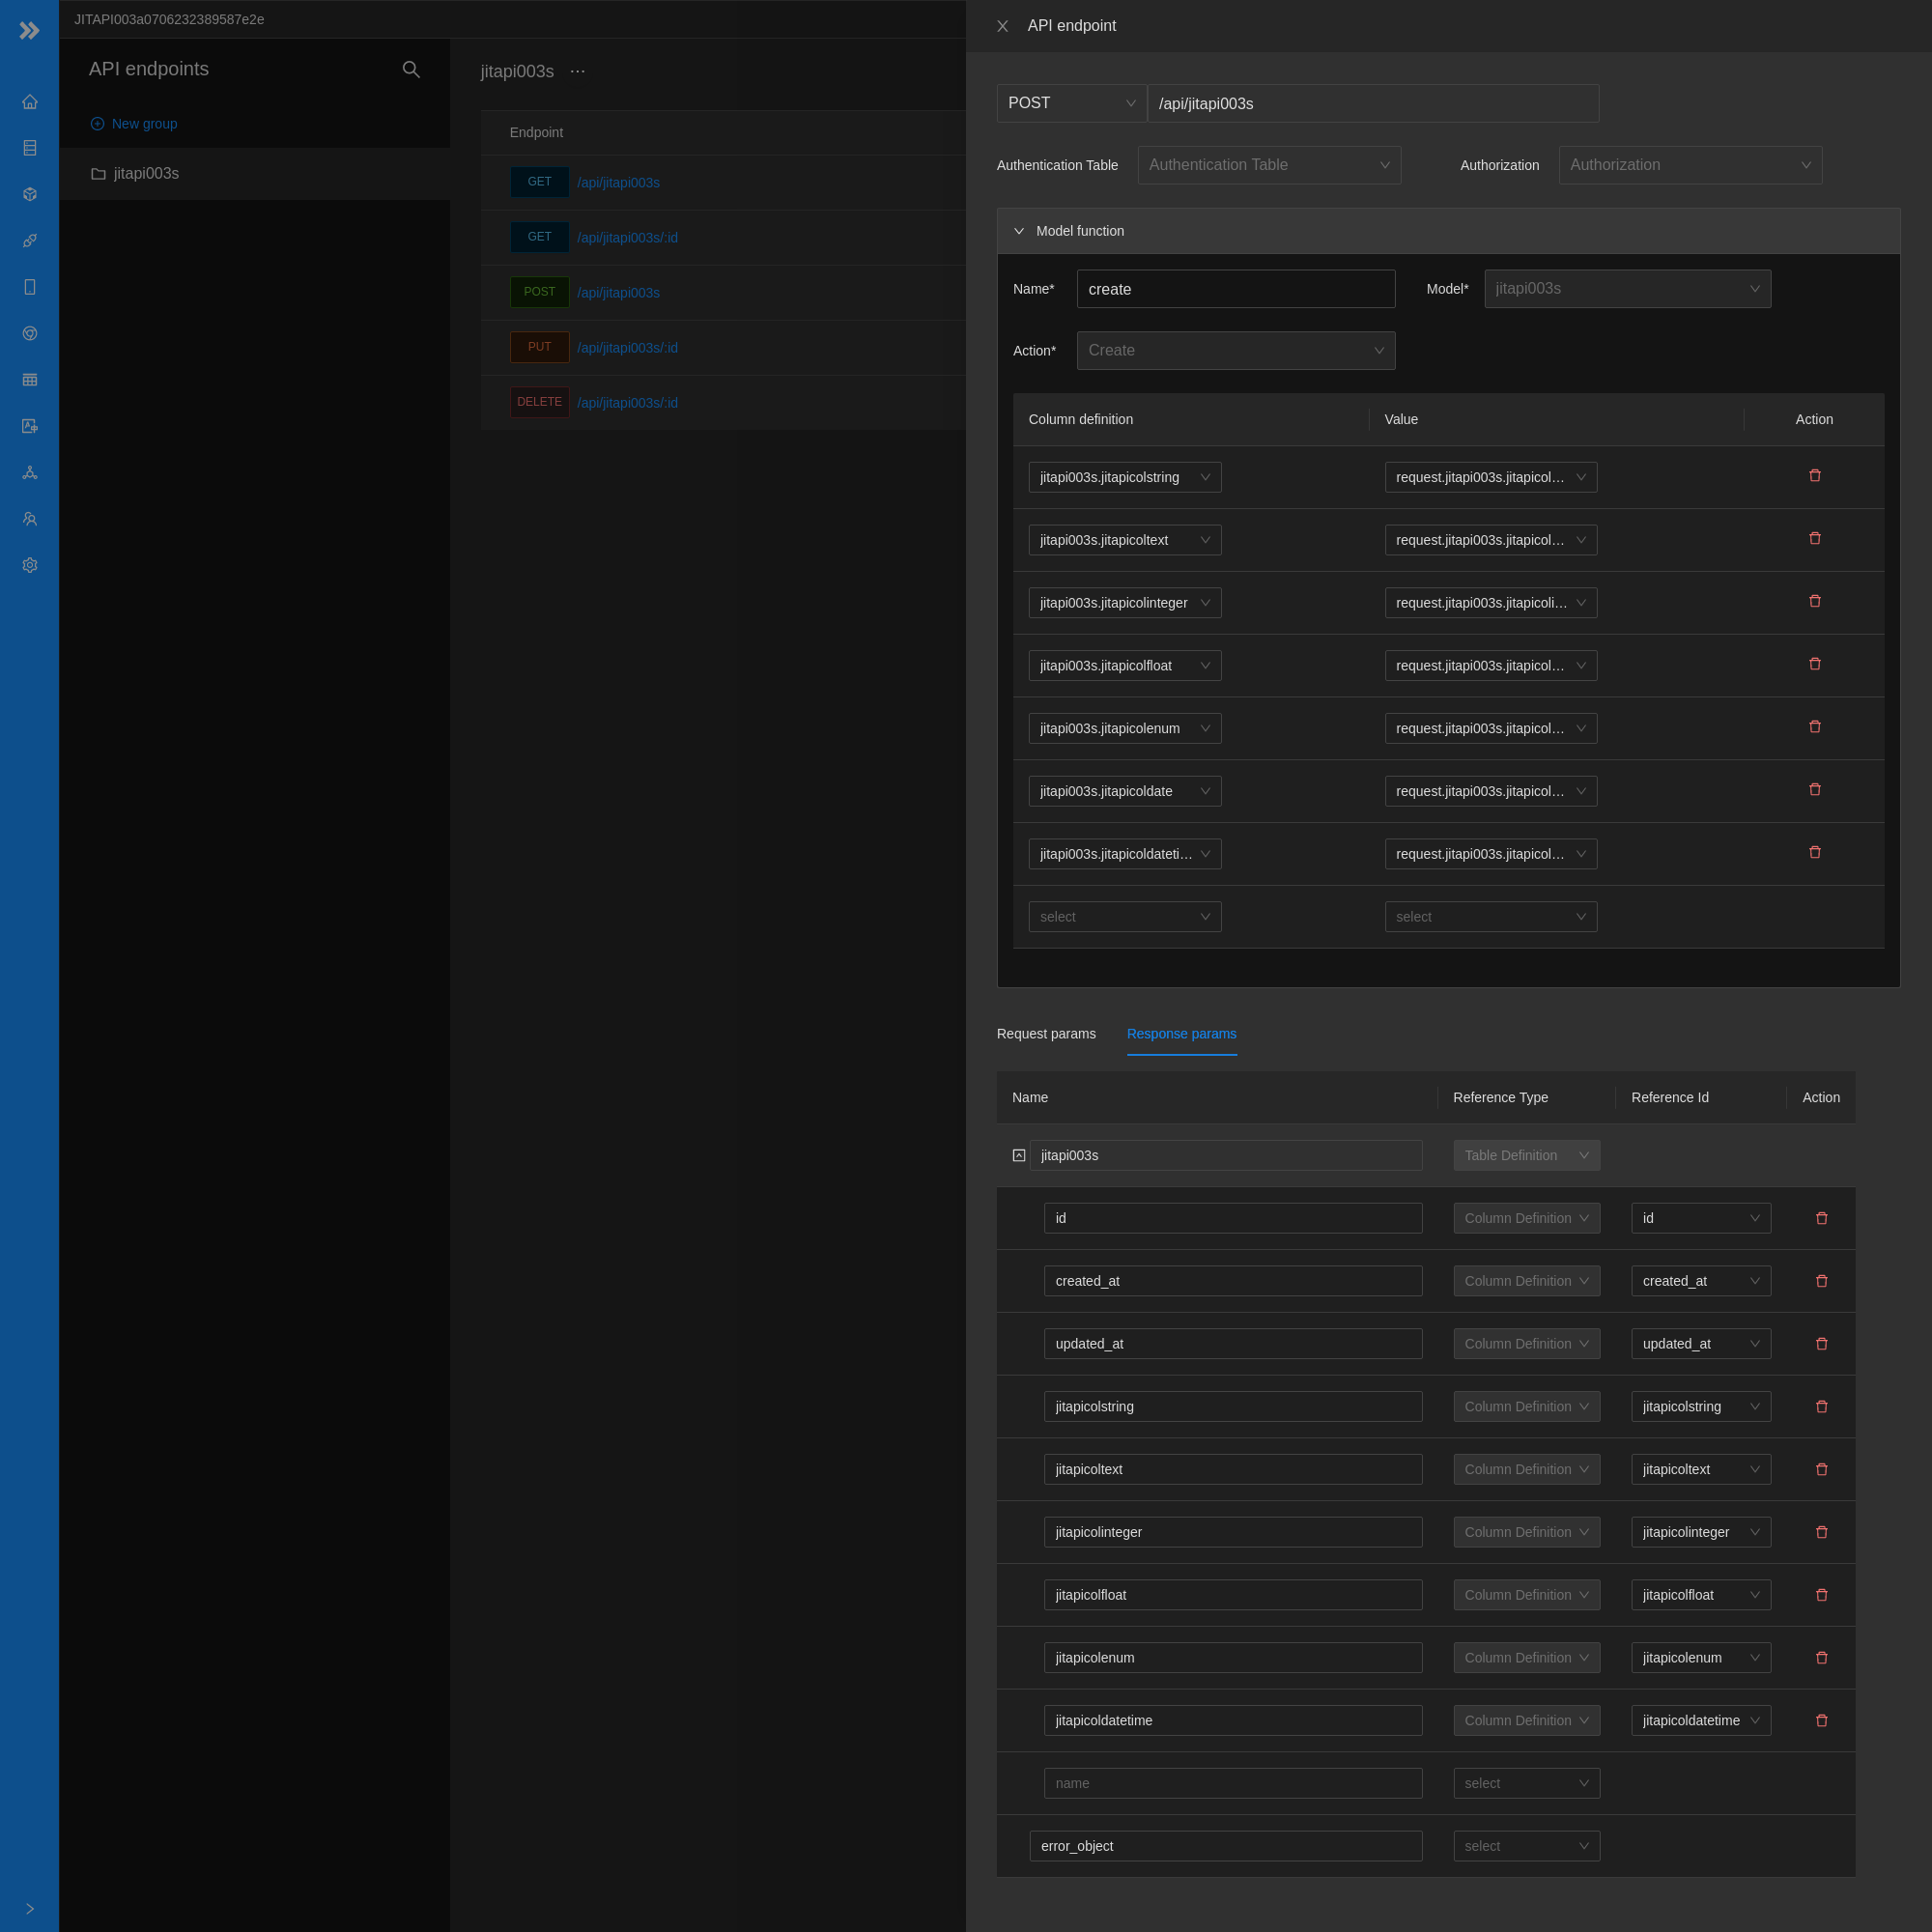 JITAPI003a0706232389587e2e
API endpoints
New group
jitapi003s
jitapi003s ...
Endpoint
GET /api/jitapi003s
GET /api/jitapi003s/:id
POST /api/jitapi003s
PUT /api/jitapi003s/:id
DELETE /api/jitapi003s/:id
API endpoint
POST /api/jitapi003s
Authentication Table Authentication Table Authorization Authorization
Model function
Name* create Model* jitapi003s
Action* Create
Column definition Value Action
jitapi003s.jitapicolstring request.jitapi003s.jitapicol...
jitapi003s.jitapicoltext request.jitapi003s.jitapicol...
jitapi003s.jitapicolinteger request.jitapi003s.jitapicoli...
jitapi003s.jitapicolfloat request.jitapi003s.jitapicol...
jitapi003s.jitapicolenum request.jitapi003s.jitapicol...
jitapi003s.jitapicoldate request.jitapi003s.jitapicol...
jitapi003s.jitapicoldateti... request.jitapi003s.jitapicol...
select select
Request params Response params
Name Reference Type Reference Id Action
jitapi003s Table Definition
id Column Definition id
created_at Column Definition created_at
updated_at Column Definition updated_at
jitapicolstring Column Definition jitapicolstring
jitapicoltext Column Definition jitapicoltext
jitapicolinteger Column Definition jitapicolinteger
jitapicolfloat Column Definition jitapicolfloat
jitapicolenum Column Definition jitapicolenum
jitapicoldatetime Column Definition jitapicoldatetime
name select
error_object select